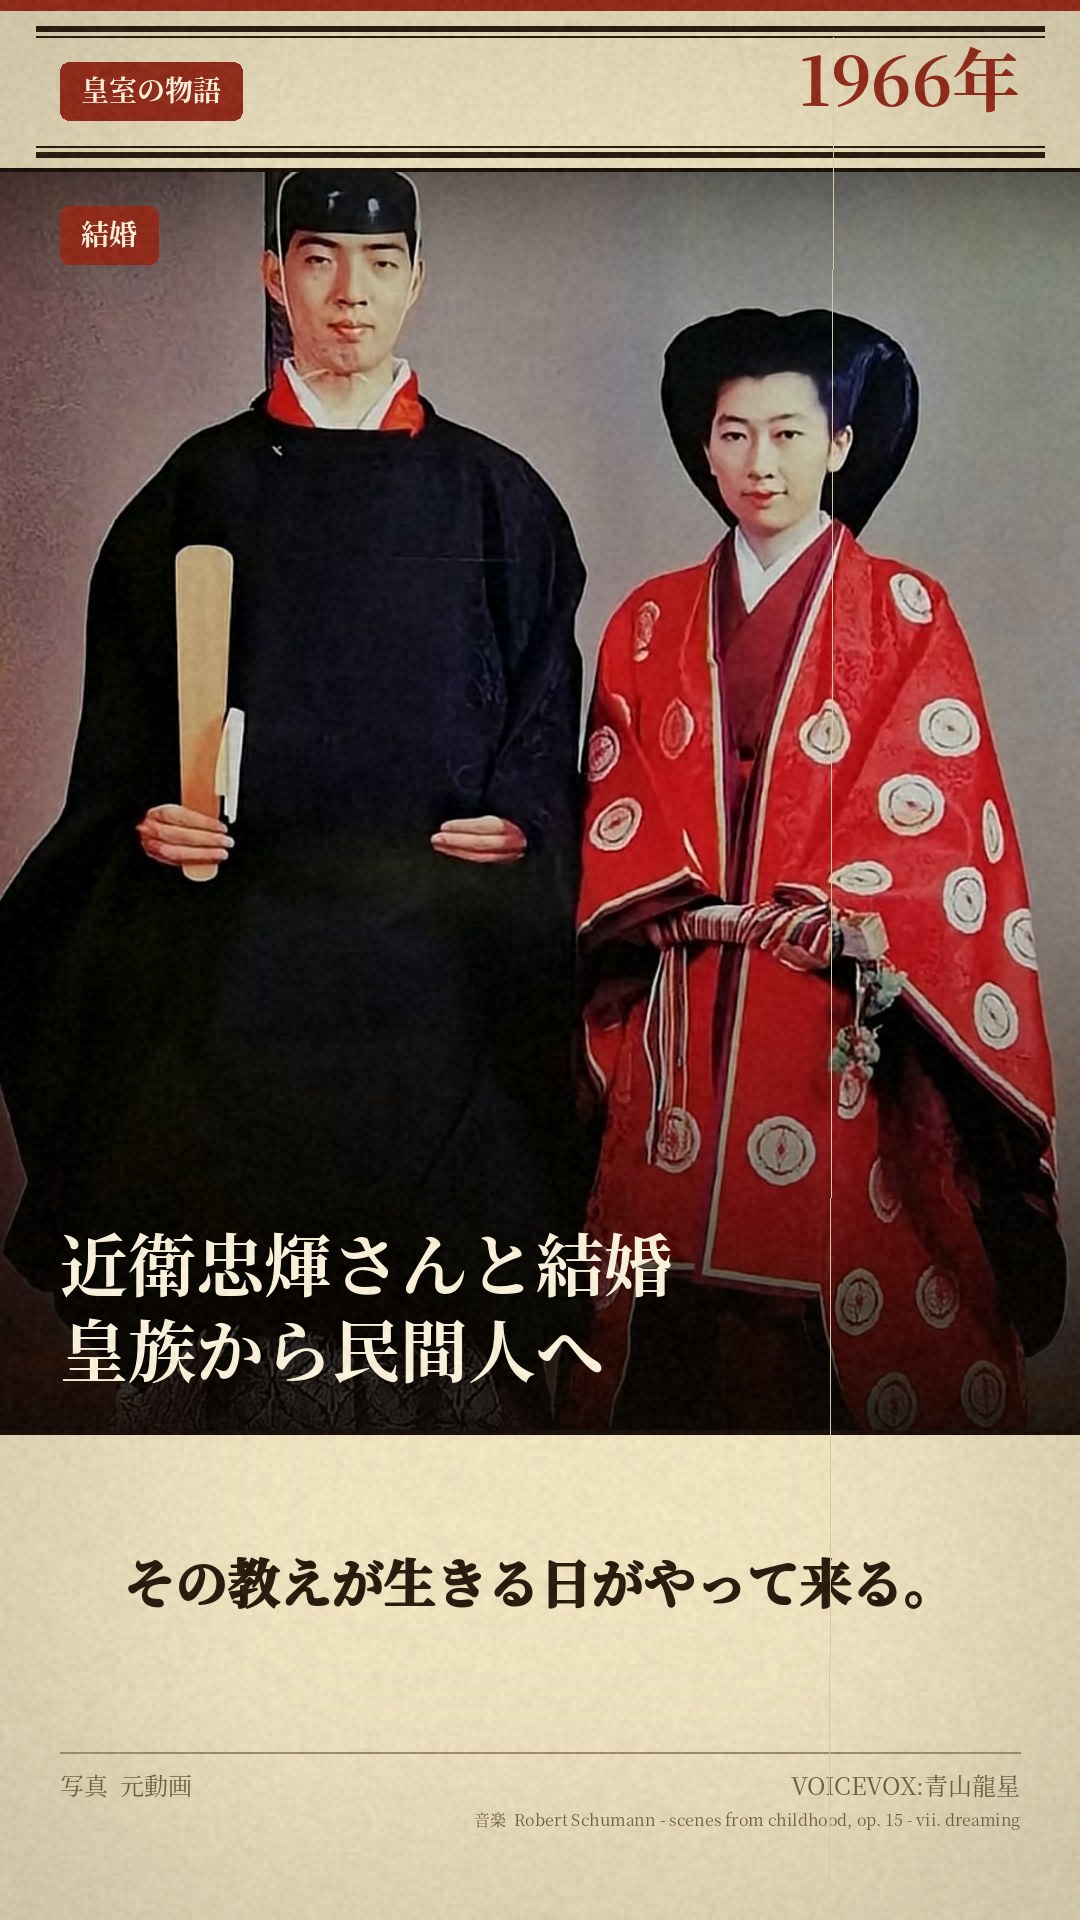 皇室の物語
1966年
結婚
近衛忠輝さんと結婚
皇族から民間人へ
その教えが生きる日がやって来る。
写真 元動画
VOICEVOX:青山龍星
音楽 Robert Schumann - scenes from childhood, op. 15 - vii. dreaming